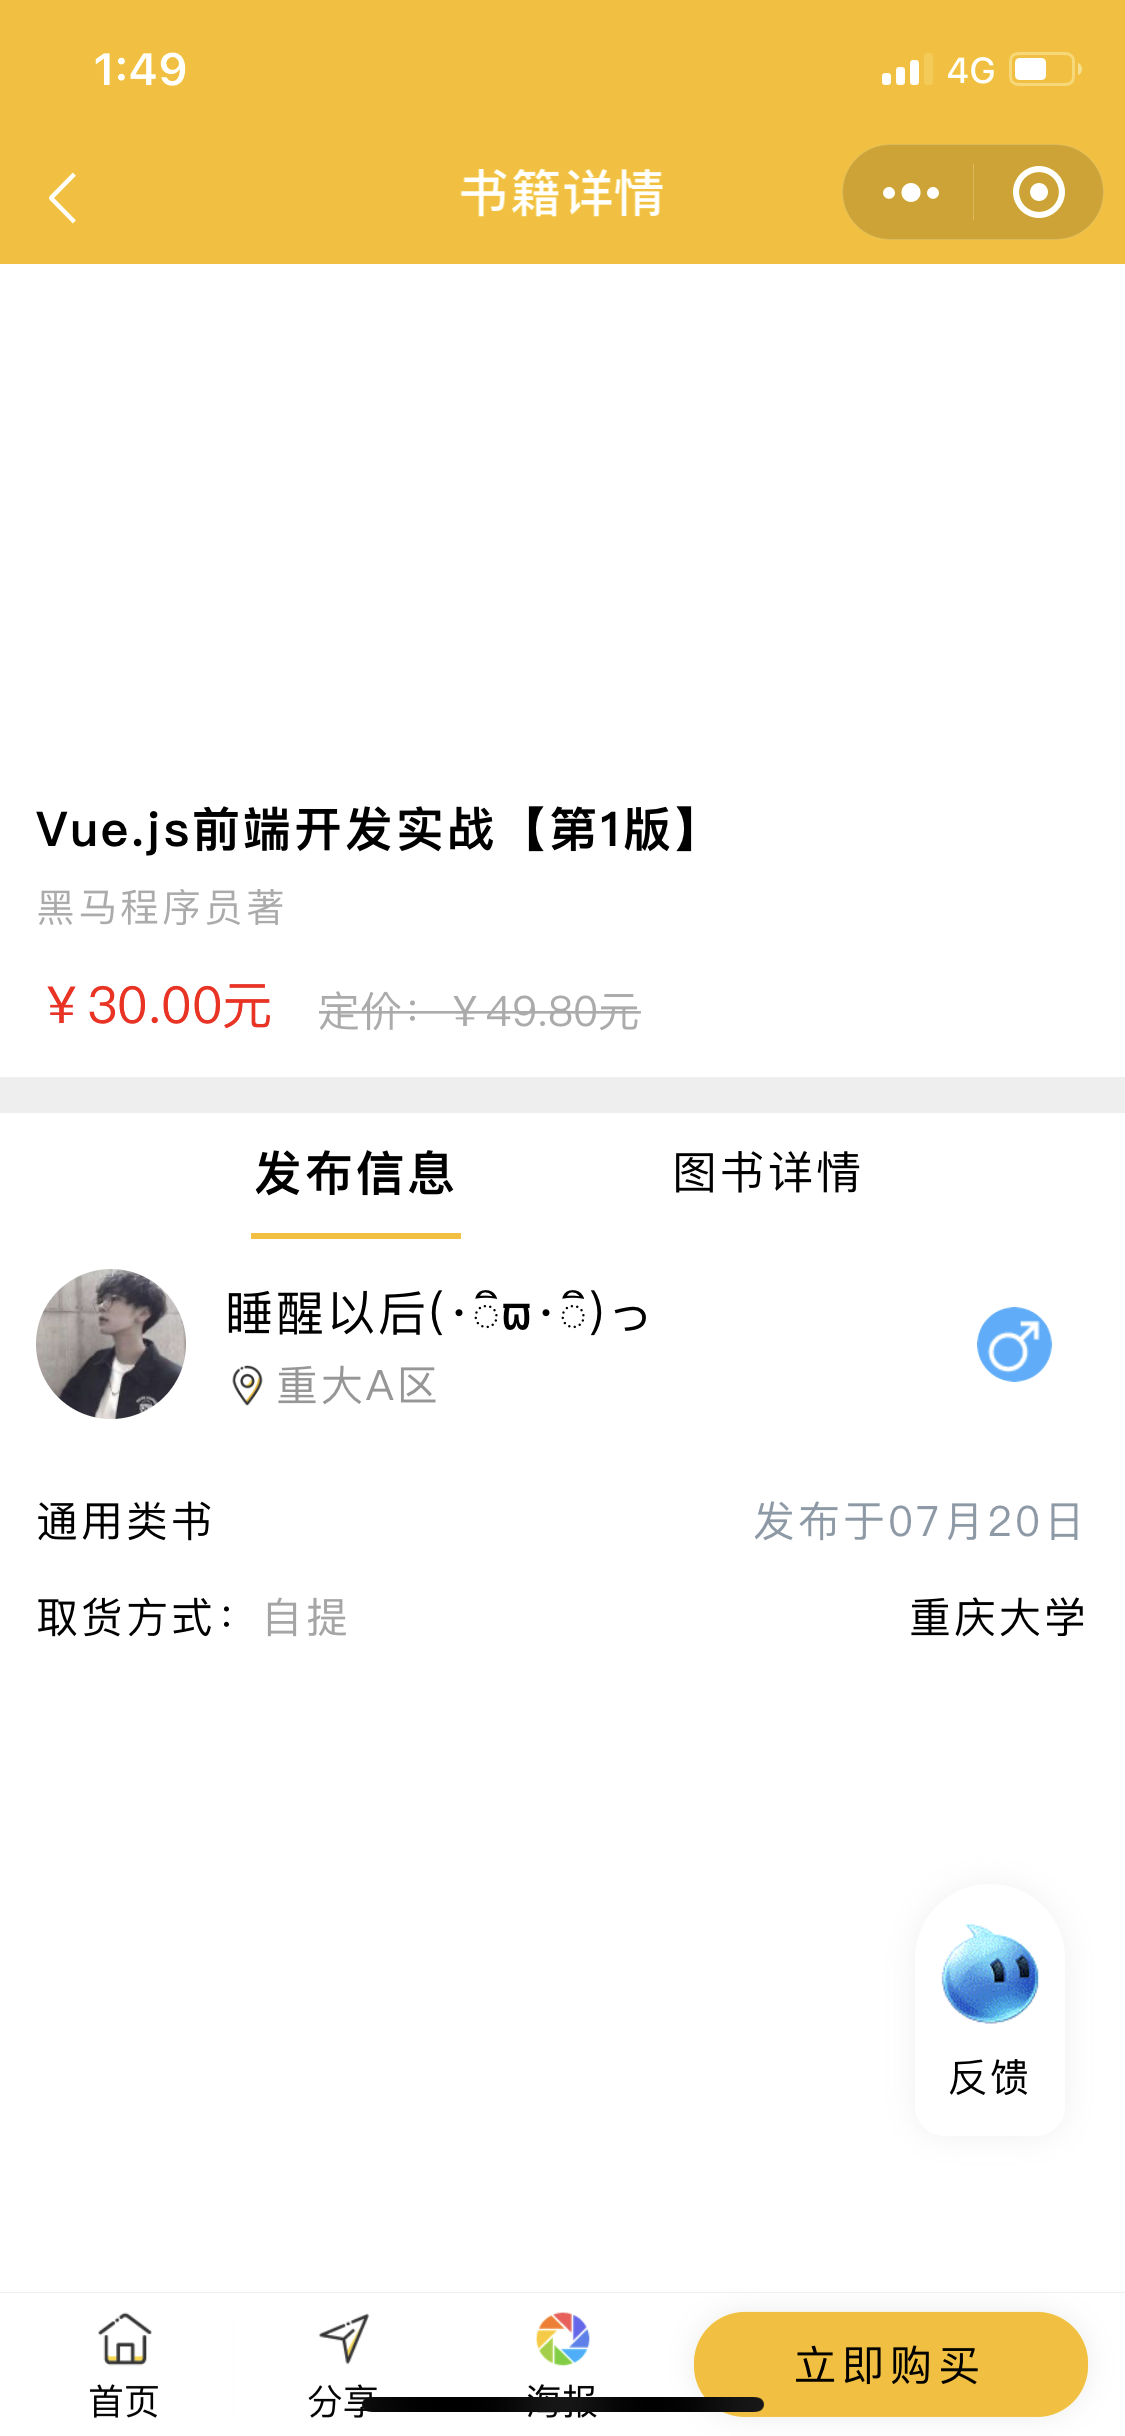 1:49
4G
书籍详情
Vue.js前端开发实战【第1版】
黑马程序员著
¥30.00元 定价：¥49.80元
发布信息 图书详情
睡醒以后(·ิϖ·ิ)っ
重大A区
通用类书 发布于07月20日
取货方式：自提 重庆大学
反馈
首页 分享 海报 立即购买